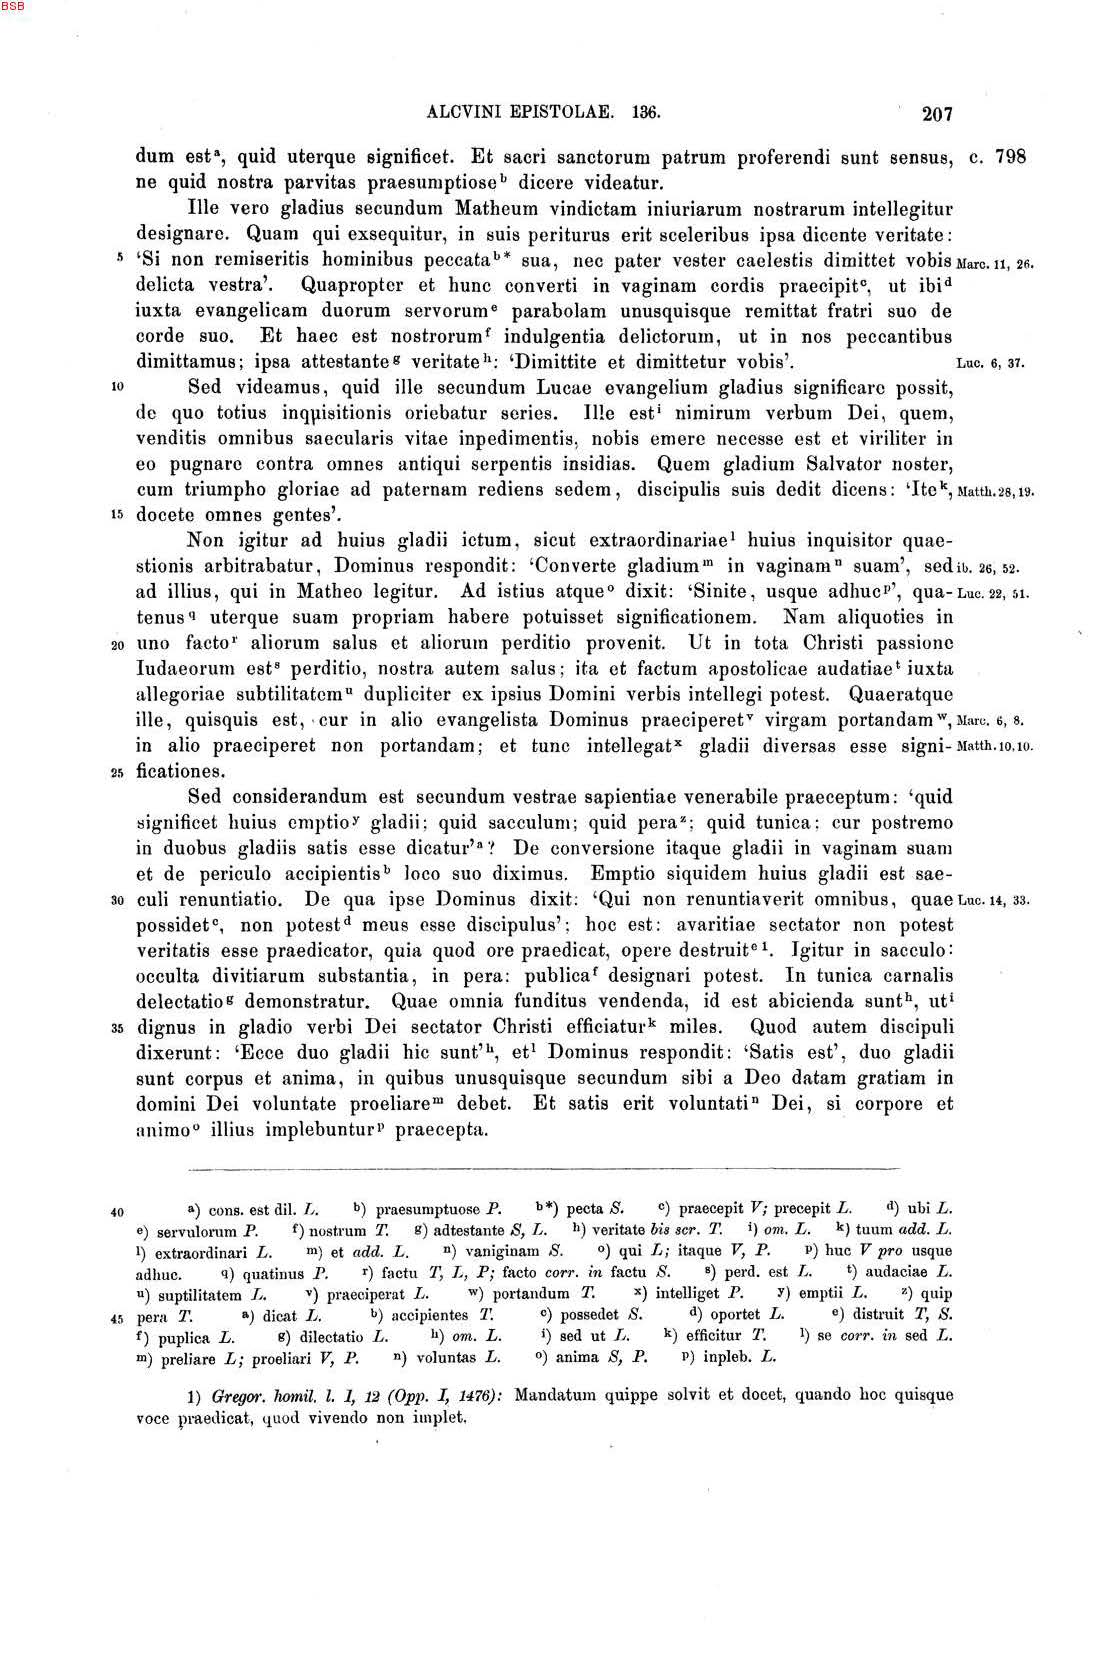 BSB
ALCVINI EPISTOLAE. 136. 207
dum est a, quid uterque significet. Et sacri sanctorum patrum proferendi sunt sensus, c. 798
ne quid nostra parvitas praesumptiose b dicere videatur.
Ille vero gladius secundum Matheum vindictam iniuriarum nostrarum intellegitur
designare. Quam qui exsequitur, in suis periturus erit sceleribus ipsa dicente veritate:
5 ‘Si non remiseritis hominibus peccata b* sua, nec pater vester caelestis dimittet vobis Marc. 11, 26.
delicta vestra’. Quapropter et hunc converti in vaginam cordis praecipit c, ut ibi d
iuxta evangelicam duorum servorum e parabolam unusquisque remittat fratri suo de
corde suo. Et haec est nostrorum f indulgentia delictorum, ut in nos peccantibus
dimittamus; ipsa attestante g veritate h: ‘Dimittite et dimittetur vobis’. Luc. 6, 37.
10 Sed videamus, quid ille secundum Lucae evangelium gladius significare possit,
de quo totius inquisitionis oriebatur series. Ille est i nimirum verbum Dei, quem,
venditis omnibus saecularis vitae inpedimentis, nobis emere necesse est et viriliter in
eo pugnare contra omnes antiqui serpentis insidias. Quem gladium Salvator noster,
cum triumpho gloriae ad paternam rediens sedem, discipulis suis dedit dicens: ‘Ite k, Matth. 28, 19.
15 docete omnes gentes’.
Non igitur ad huius gladii ictum, sicut extraordinariae l huius inquisitor quae-
stionis arbitrabatur, Dominus respondit: ‘Converte gladium m in vaginam n suam’, sed ib. 26, 52.
ad illius, qui in Matheo legitur. Ad istius atque o dixit: ‘Sinite, usque adhuc p’, qua- Luc. 22, 51.
tenus q uterque suam propriam habere potuisset significationem. Nam aliquoties in
20 uno facto r aliorum salus et aliorum perditio provenit. Ut in tota Christi passione
Iudaeorum est s perditio, nostra autem salus; ita et factum apostolicae audatiae t iuxta
allegoriae subtilitatem u dupliciter ex ipsius Domini verbis intellegi potest. Quaeratque
ille, quisquis est, cur in alio evangelista Dominus praeciperet v virgam portandam w, Marc. 6, 8.
in alio praeciperet non portandam; et tunc intellegat x gladii diversas esse signi- Matth. 10, 10.
25 ficationes.
Sed considerandum est secundum vestrae sapientiae venerabile praeceptum: ‘quid
significet huius emptio y gladii; quid sacculum; quid pera z; quid tunica; cur postremo
in duobus gladiis satis esse dicatur’ a? De conversione itaque gladii in vaginam suam
et de periculo accipientis b loco suo diximus. Emptio siquidem huius gladii est sae-
30 culi renuntiatio. De qua ipse Dominus dixit: ‘Qui non renuntiaverit omnibus, quae Luc. 14, 33.
possidet c, non potest d meus esse discipulus’; hoc est: avaritiae sectator non potest
veritatis esse praedicator, quia quod ore praedicat, opere destruit e 1. Igitur in sacculo:
occulta divitiarum substantia, in pera: publica f designari potest. In tunica carnalis
delectatio g demonstratur. Quae omnia funditus vendenda, id est abicienda sunt h, ut i
35 dignus in gladio verbi Dei sectator Christi efficiatur k miles. Quod autem discipuli
dixerunt: ‘Ecce duo gladii hic sunt’ h, et l Dominus respondit: ‘Satis est’, duo gladii
sunt corpus et anima, in quibus unusquisque secundum sibi a Deo datam gratiam in
domini Dei voluntate proeliare m debet. Et satis erit voluntati n Dei, si corpore et
animo o illius implebuntur p praecepta.
40 a) cons. est dil. L. b) praesumptuose P. b*) pecta S. c) praecepit V; precepit L. d) ubi L.
e) servulorum P. f) nostrum T. g) adtestante S, L. h) veritate bis scr. T. i) om. L. k) tuum add. L.
l) extraordinari L. m) et add. L. n) vaniginam S. o) qui L; itaque V, P. p) huc V pro usque
adhuc. q) quatinus P. r) factu T, L, P; facto corr. in factu S. s) perd. est L. t) audaciae L.
u) suptilitatem L. v) praeciperat L. w) portandum T. x) intelliget P. y) emptii L. z) quip
45 pera T. a) dicat L. b) accipientes T. c) possedet S. d) oportet L. e) distruit T, S.
f) puplica L. g) dilectatio L. h) om. L. i) sed ut L. k) efficitur T. l) se corr. in sed L.
m) preliare L; proeliari V, P. n) voluntas L. o) anima S, P. p) inpleb. L.
1) Gregor. homil. l. I, 12 (Opp. I, 1476): Mandatum quippe solvit et docet, quando hoc quisque
voce praedicat, quod vivendo non implet.